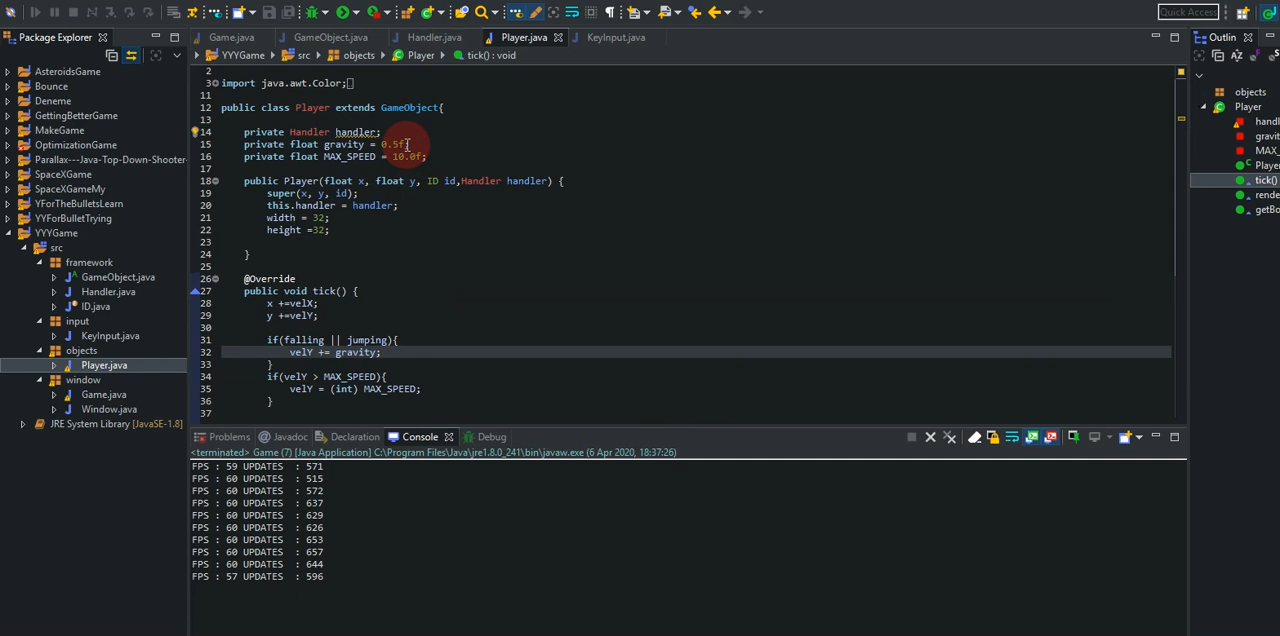 Quick Access
Package Explorer
Game.java
GameObject.java
Handler.java
Player.java
KeyInput.java
Outlin
YYYGame
src
objects
Player
tick() : void
AsteroidsGame
Bounce
Deneme
GettingBetterGame
MakeGame
OptimizationGame
Parallax---Java-Top-Down-Shooter-
SpaceXGame
SpaceXGameMy
YForTheBulletsLearn
YYForBulletTrying
YYYGame
src
framework
GameObject.java
Handler.java
ID.java
input
KeyInput.java
objects
Player.java
window
Game.java
Window.java
JRE System Library [JavaSE-1.8]
2
3 import java.awt.Color;
11
12 public class Player extends GameObject{
13
14 private Handler handler;
15 private float gravity = 0.5f;
16 private float MAX_SPEED = 10.0f;
17
18 public Player(float x, float y, ID id,Handler handler) {
19 super(x, y, id);
20 this.handler = handler;
21 width = 32;
22 height =32;
23
24 }
25
26 @Override
27 public void tick() {
28 x +=velX;
29 y +=velY;
30
31 if(falling || jumping){
32 velY += gravity;
33 }
34 if(velY > MAX_SPEED){
35 velY = (int) MAX_SPEED;
36 }
37
objects
Player
handl
gravit
MAX_
Playe
tick()
rende
getBo
Problems
Javadoc
Declaration
Console
Debug
<terminated> Game (7) [Java Application] C:\Program Files\Java\jre1.8.0_241\bin\javaw.exe (6 Apr 2020, 18:37:26)
FPS : 59 UPDATES : 571
FPS : 60 UPDATES : 515
FPS : 60 UPDATES : 572
FPS : 60 UPDATES : 637
FPS : 60 UPDATES : 629
FPS : 60 UPDATES : 626
FPS : 60 UPDATES : 653
FPS : 60 UPDATES : 657
FPS : 60 UPDATES : 644
FPS : 57 UPDATES : 596